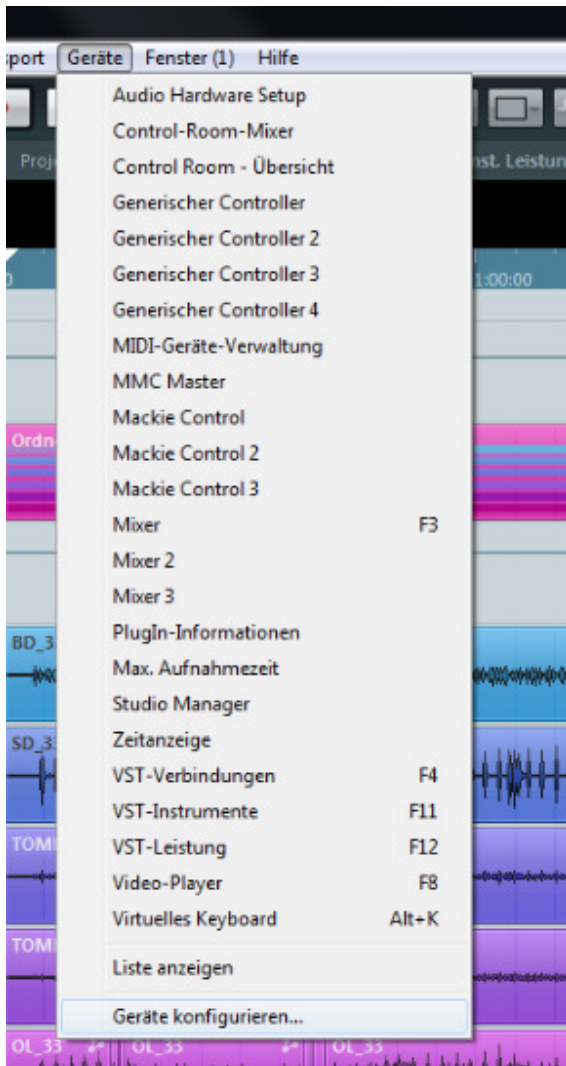 sport Geräte Fenster (1) Hilfe
Audio Hardware Setup
Control-Room-Mixer
Control Room - Übersicht
Generischer Controller
Generischer Controller 2
Generischer Controller 3
Generischer Controller 4
MIDI-Geräte-Verwaltung
MMC Master
Mackie Control
Mackie Control 2
Mackie Control 3
Mixer F3
Mixer 2
Mixer 3
PlugIn-Informationen
Max. Aufnahmezeit
Studio Manager
Zeitanzeige
VST-Verbindungen F4
VST-Instrumente F11
VST-Leistung F12
Video-Player F8
Virtuelles Keyboard Alt+K
Liste anzeigen
Geräte konfigurieren...
Proj
nst. Leistun
1:00:00
Ordn
BD_3
SD_33
TOM
TOM
OL_33 OL_33 OL_33